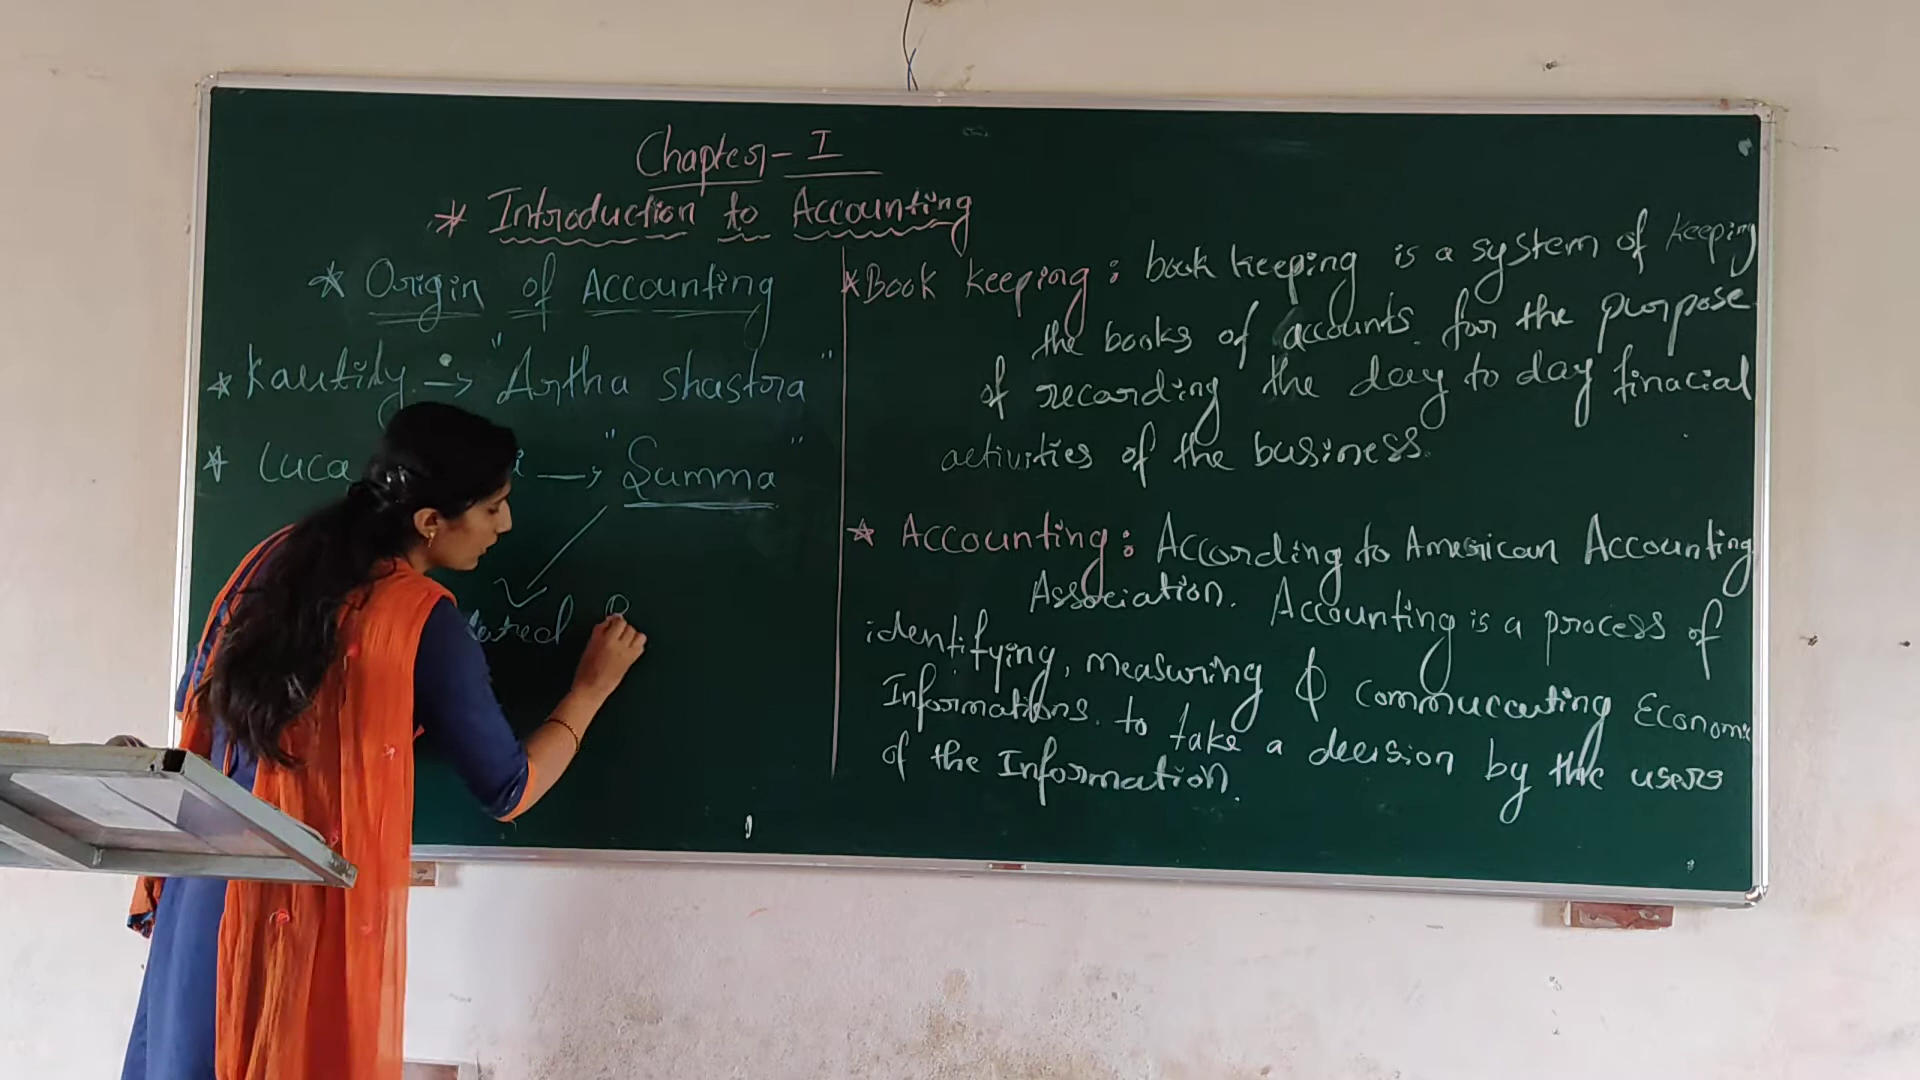 Chapter - I
* Introduction to Accounting
* Origin of Accounting
* Kautily. -> "Artha shastra"
* Luca -> "Summa"
* Book keeping : book keeping is a system of keeping
the books of accounts. for the purpose
of recording the day to day finacial
activities of the business.
* Accounting : According to American Accounting
Association. Accounting is a process of
identifying, measuring & commucating Economic
Informations. to take a decision by the users
of the Information.